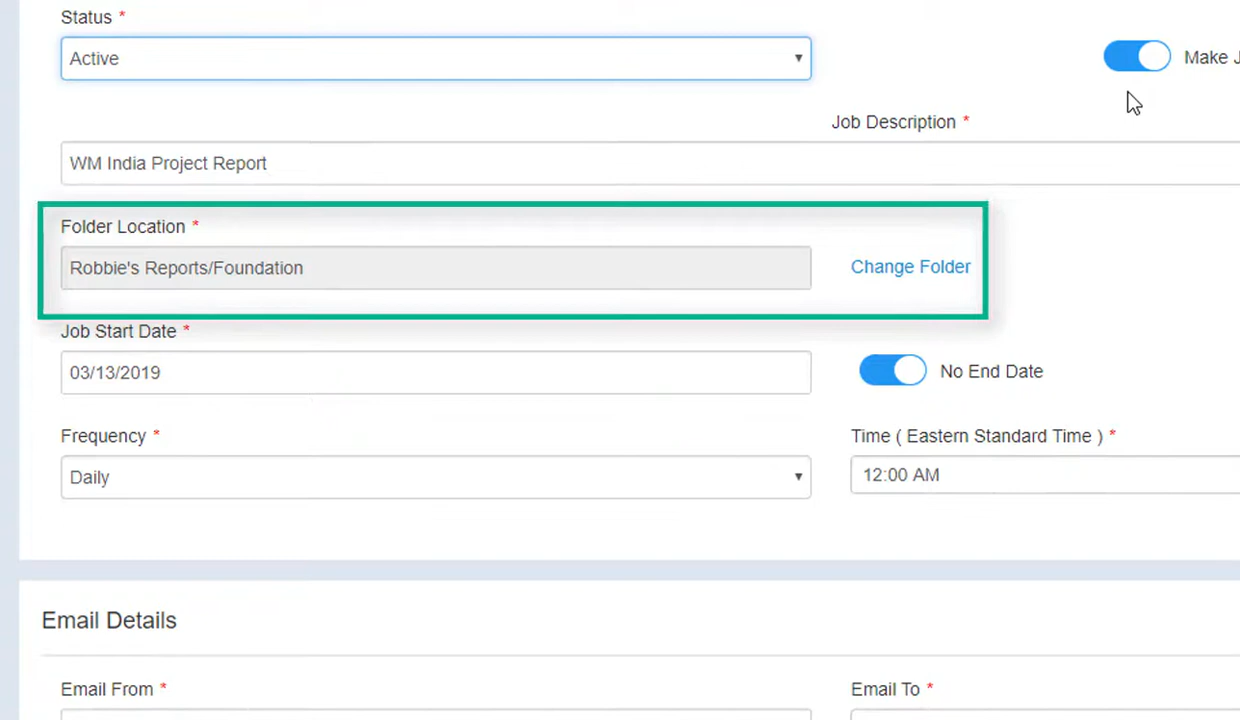 Status *
Active
Make J
Job Description *
WM India Project Report
Folder Location *
Robbie's Reports/Foundation
Change Folder
Job Start Date *
03/13/2019
No End Date
Frequency *
Time ( Eastern Standard Time ) *
Daily
12:00 AM
Email Details
Email From *
Email To *